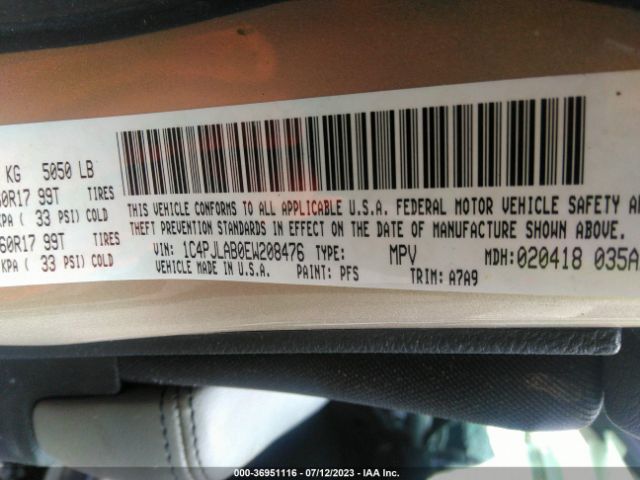 KG 5050 LB
60R17 99T TIRES
KPA ( 33 PSI) COLD
60R17 99T TIRES
KPA ( 33 PSI) COLD
THIS VEHICLE CONFORMS TO ALL APPLICABLE U.S.A. FEDERAL MOTOR VEHICLE SAFETY
THEFT PREVENTION STANDARDS IN EFFECT ON THE DATE OF MANUFACTURE SHOWN ABOVE.
VIN: 1C4PJLAB0EW208476 TYPE: MPV MDH:020418 035A
VEHICLE MADE IN U.S.A. PAINT: PFS TRIM: A7A9
000-36951116 - 07/12/2023 - IAA Inc.